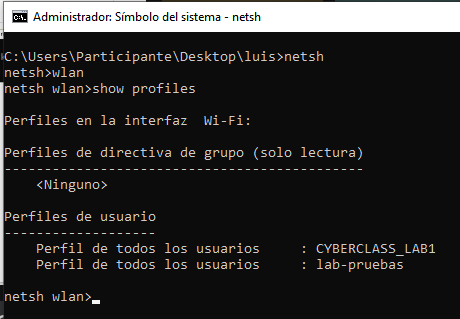 Administrador: Símbolo del sistema - netsh
C:\Users\Participante\Desktop\luis>netsh
netsh>wlan
netsh wlan>show profiles
Perfiles en la interfaz  Wi-Fi:
Perfiles de directiva de grupo (solo lectura)
---------------------------------------------
    <Ninguno>
Perfiles de usuario
-------------------
    Perfil de todos los usuarios     : CYBERCLASS_LAB1
    Perfil de todos los usuarios     : lab-pruebas
netsh wlan>